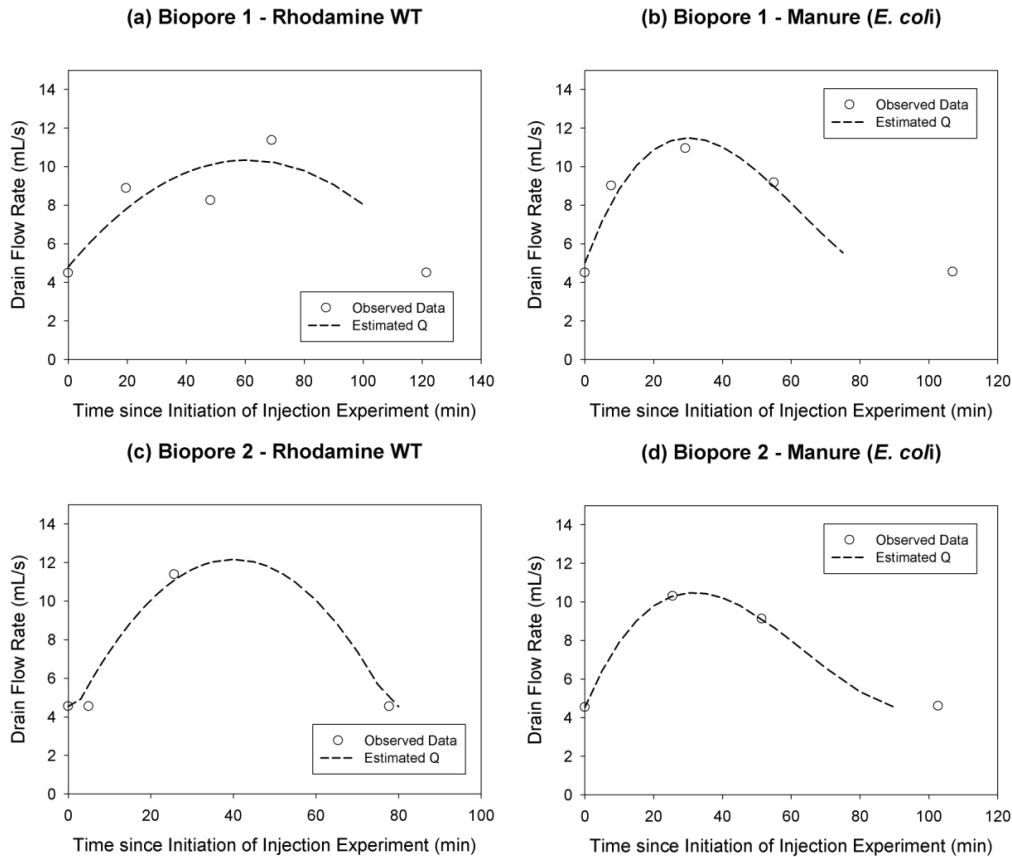 (a) Biopore 1 - Rhodamine WT
Drain Flow Rate (mL/s)
14
12
10
8
6
4
2
0
Observed Data
Estimated Q
0 20 40 60 80 100 120 140
Time since Initiation of Injection Experiment (min)
(b) Biopore 1 - Manure (E. coli)
Drain Flow Rate (mL/s)
14
12
10
8
6
4
2
0
Observed Data
Estimated Q
0 20 40 60 80 100 120
Time since Initiation of Injection Experiment (min)
(c) Biopore 2 - Rhodamine WT
Drain Flow Rate (mL/s)
14
12
10
8
6
4
2
0
Observed Data
Estimated Q
0 20 40 60 80 100
Time since Initiation of Injection Experiment (min)
(d) Biopore 2 - Manure (E. coli)
Drain Flow Rate (mL/s)
14
12
10
8
6
4
2
0
Observed Data
Estimated Q
0 20 40 60 80 100 120
Time since Initiation of Injection Experiment (min)